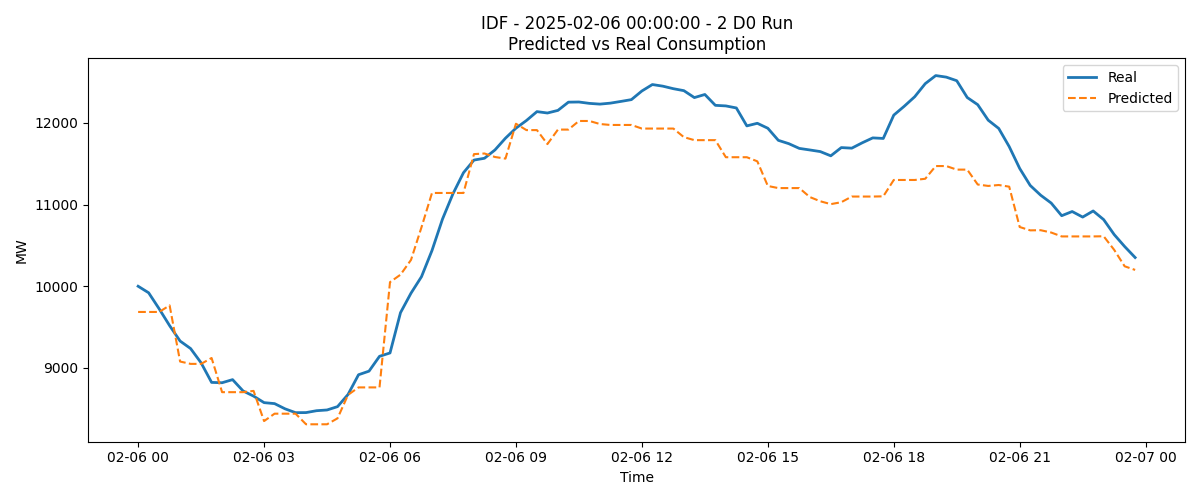 IDF - 2025-02-06 00:00:00 - 2 D0 Run
Predicted vs Real Consumption
Real
Predicted
MW
12000
11000
10000
9000
02-06 00
02-06 03
02-06 06
02-06 09
02-06 12
02-06 15
02-06 18
02-06 21
02-07 00
Time